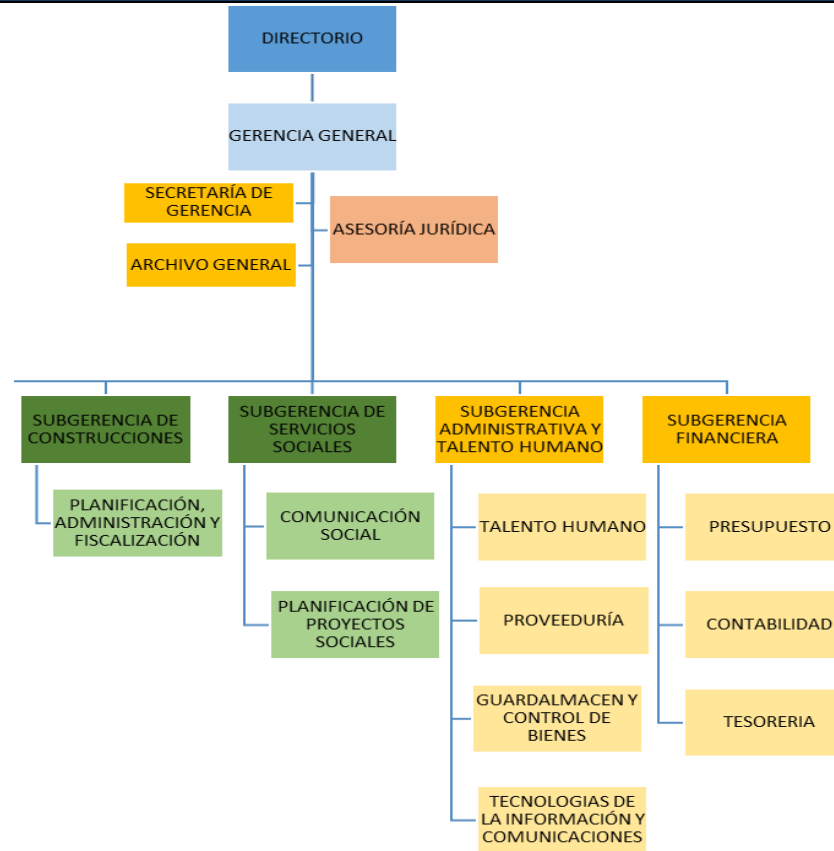 DIRECTORIO
GERENCIA GENERAL
SECRETARÍA DE
GERENCIA
ASESORÍA JURÍDICA
ARCHIVO GENERAL
SUBGERENCIA DE
CONSTRUCCIONES
PLANIFICACIÓN,
ADMINISTRACIÓN Y
FISCALIZACIÓN
SUBGERENCIA DE
SERVICIOS
SOCIALES
COMUNICACIÓN
SOCIAL
PLANIFICACIÓN DE
PROYECTOS
SOCIALES
SUBGERENCIA
ADMINISTRATIVA Y
TALENTO HUMANO
TALENTO HUMANO
PROVEEDURÍA
GUARDALMACEN Y
CONTROL DE
BIENES
TECNOLOGIAS DE
LA INFORMACIÓN Y
COMUNICACIONES
SUBGERENCIA
FINANCIERA
PRESUPUESTO
CONTABILIDAD
TESORERIA